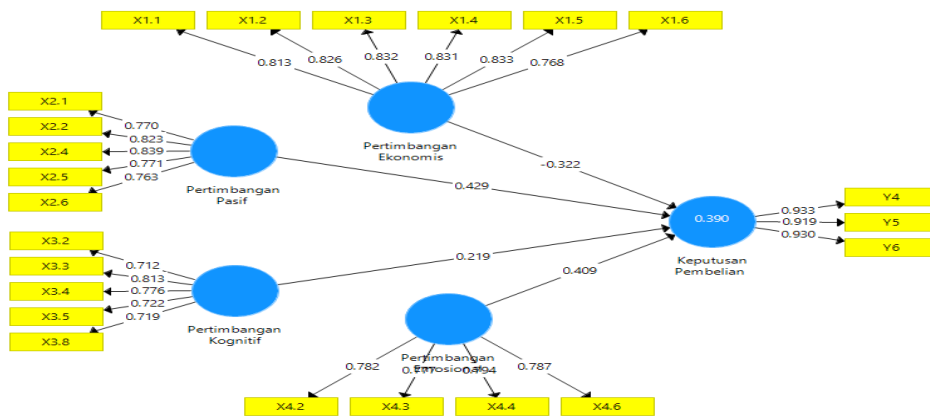 X1.1 X1.2 X1.3 X1.4 X1.5 X1.6
0.813 0.826 0.832 0.831 0.833 0.768
X2.1
X2.2
X2.4
X2.5
X2.6
0.770
0.823
0.839
0.771
0.763
Pertimbangan
Ekonomis
Pertimbangan
Pasif
-0.322
0.429
0.390
Keputusan
Pembelian
0.933
0.919
0.930
Y4
Y5
Y6
X3.2
X3.3
X3.4
X3.5
X3.8
0.712
0.813
0.776
0.722
0.719
Pertimbangan
Kognitif
0.219
0.409
Pertimbangan
Emosional
0.782 0.777 0.794 0.787
X4.2 X4.3 X4.4 X4.6